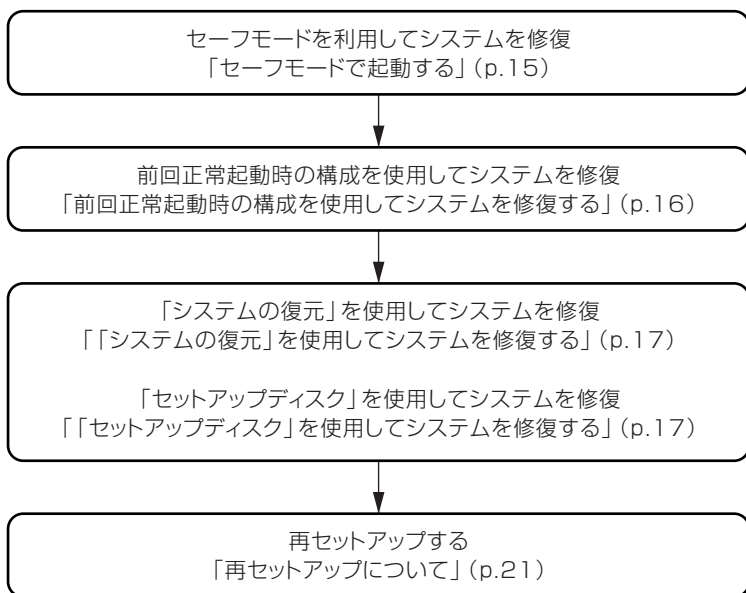 セーフモードを利用してシステムを修復
「セーフモードで起動する」（p.15）
前回正常起動時の構成を使用してシステムを修復
「前回正常起動時の構成を使用してシステムを修復する」（p.16）
「システムの復元」を使用してシステムを修復
「「システムの復元」を使用してシステムを修復する」（p.17）
「セットアップディスク」を使用してシステムを修復
「「セットアップディスク」を使用してシステムを修復する」（p.17）
再セットアップする
「再セットアップについて」（p.21）